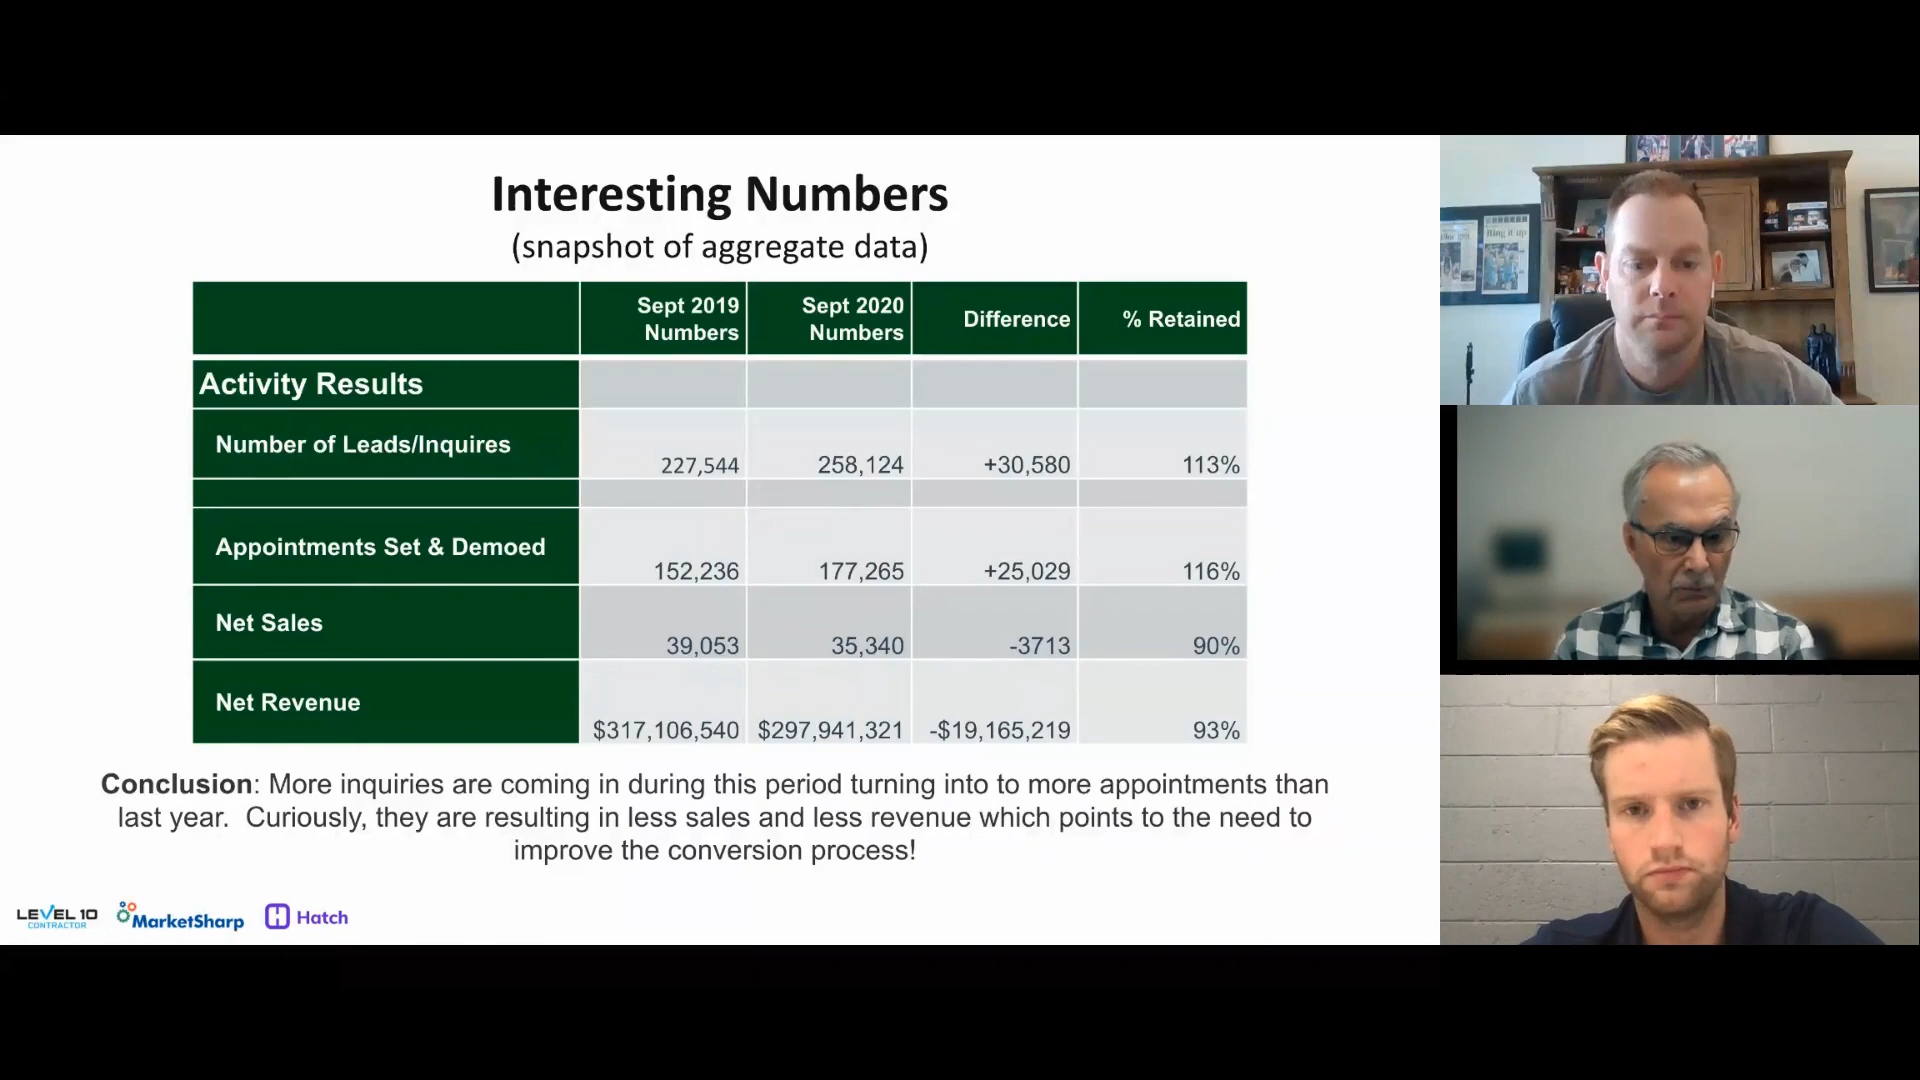 Interesting Numbers
(snapshot of aggregate data)
Sept 2019 Numbers
Sept 2020 Numbers
Difference
% Retained
Activity Results
Number of Leads/Inquires 227,544 258,124 +30,580 113%
Appointments Set & Demoed 152,236 177,265 +25,029 116%
Net Sales 39,053 35,340 -3713 90%
Net Revenue $317,106,540 $297,941,321 -$19,165,219 93%
Conclusion: More inquiries are coming in during this period turning into to more appointments than
last year. Curiously, they are resulting in less sales and less revenue which points to the need to
improve the conversion process!
LEVEL 10
CONTRACTOR
MarketSharp
Hatch
Ring it up